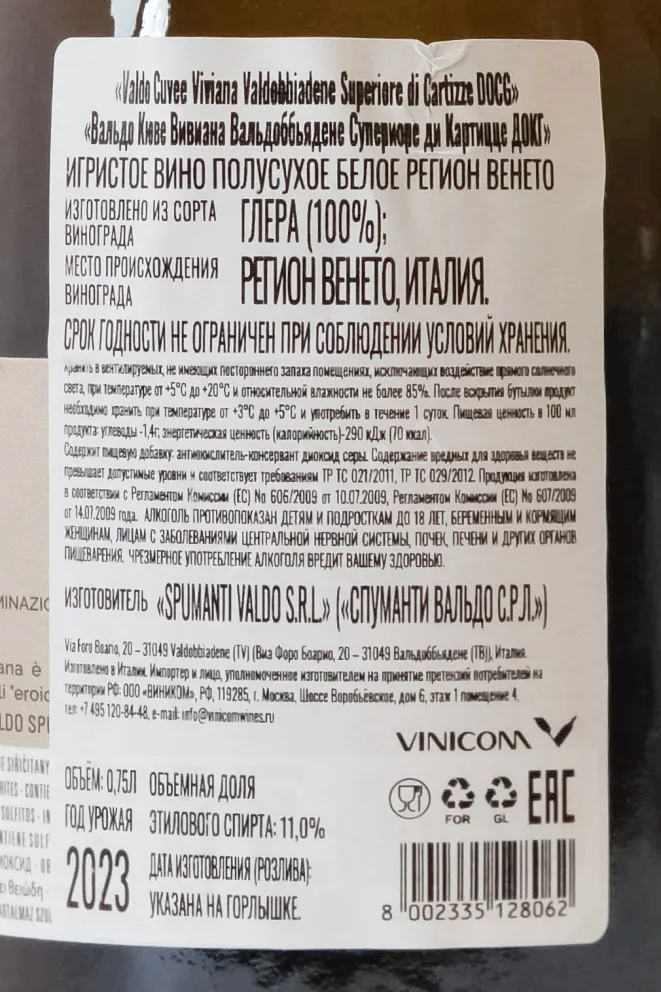 «Valdo Cuvee Viviana Valdobbiadene Superiore di Cartizze DOCG»
«Вальдо Кюве Вивиана Вальдоббьядене Супериоре ди Картицце ДОКГ»
ИГРИСТОЕ ВИНО ПОЛУСУХОЕ БЕЛОЕ РЕГИОН ВЕНЕТО
ИЗГОТОВЛЕНО ИЗ СОРТА ВИНОГРАДА ГЛЕРА (100%);
МЕСТО ПРОИСХОЖДЕНИЯ ВИНОГРАДА РЕГИОН ВЕНЕТО, ИТАЛИЯ.
СРОК ГОДНОСТИ НЕ ОГРАНИЧЕН ПРИ СОБЛЮДЕНИИ УСЛОВИЙ ХРАНЕНИЯ.
Хранить в вентилируемых, не имеющих постороннего запаха помещениях, исключающих воздействие прямого солнечного
света, при температуре от +5°С до +20°С и относительной влажности не более 85%. После вскрытия бутылки продукт
необходимо хранить при температуре от +3°С до +5°С и употребить в течение 1 суток. Пищевая ценность в 100 мл
продукта: углеводы -1,4г; энергетическая ценность (калорийность)-290 кДж (70 ккал).
Содержит пищевую добавку: антиокислитель-консервант диоксид серы. Содержание вредных для здоровья веществ не
превышает допустимые уровни и соответствует требованиям ТР ТС 021/2011, ТР ТС 029/2012. Продукция изготовлена
в соответствии с Регламентом Комиссии (ЕС) No 606/2009 от 10.07.2009, Регламентом Комиссии (ЕС) No 607/2009
от 14.07.2009 года. АЛКОГОЛЬ ПРОТИВОПОКАЗАН ДЕТЯМ И ПОДРОСТКАМ ДО 18 ЛЕТ, БЕРЕМЕННЫМ И КОРМЯЩИМ
ЖЕНЩИНАМ, ЛИЦАМ С ЗАБОЛЕВАНИЯМИ ЦЕНТРАЛЬНОЙ НЕРВНОЙ СИСТЕМЫ, ПОЧЕК, ПЕЧЕНИ И ДРУГИХ ОРГАНОВ
ПИЩЕВАРЕНИЯ. ЧРЕЗМЕРНОЕ УПОТРЕБЛЕНИЕ АЛКОГОЛЯ ВРЕДИТ ВАШЕМУ ЗДОРОВЬЮ.
ИЗГОТОВИТЕЛЬ «SPUMANTI VALDO S.R.L.» («СПУМАНТИ ВАЛЬДО С.Р.Л.»)
Via Foro Boario, 20 – 31049 Valdobbiadene (TV) (Виа Форо Боарио, 20 – 31049 Вальдоббьядене (ТВ)), Италия.
Изготовлено в Италии. Импортер и лицо, уполномоченное изготовителем на принятие претензий потребителей на
территории РФ: ООО «ВИНИКОМ», РФ, 119285, г. Москва, Шоссе Воробьёвское, дом 6, этаж 1 помещение 4.
тел: +7 495 120-84-48, e-mail: info@vinicomwines.ru
VINICOM
ОБЪЁМ: 0,75Л
ГОД УРОЖАЯ
2023
ОБЪЕМНАЯ ДОЛЯ
ЭТИЛОВОГО СПИРТА: 11,0%
ДАТА ИЗГОТОВЛЕНИЯ (РОЗЛИВА):
УКАЗАНА НА ГОРЛЫШКЕ.
FOR GL EAC
8 002335 128062